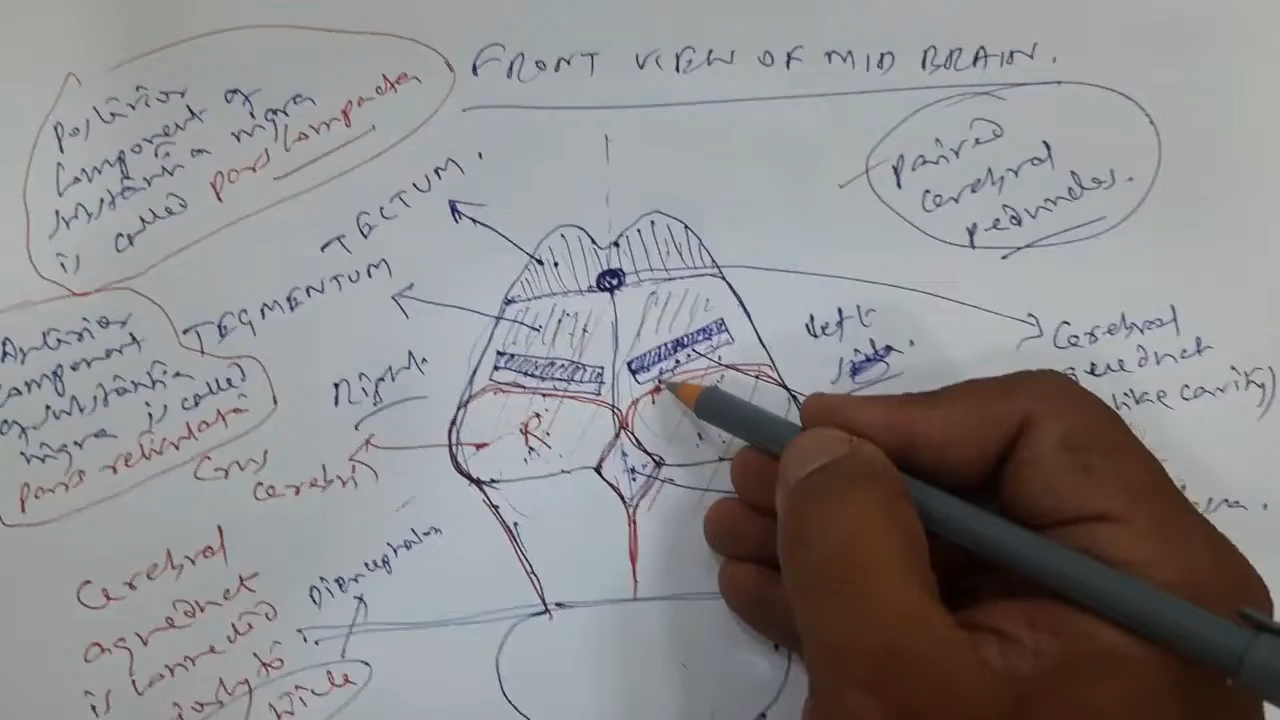 FRONT VIEW OF MID BRAIN.
Posterior
component of
substantia nigra
is called pars compacta
paired
cerebral
peduncles.
TECTUM.
TEGMENTUM
Anterior
component
of substantia
nigra is called
pars reticulata
Right.
left
side.
Cerebral
aqueduct
like cavity)
R.
Crus
cerebri
Diencephalon
Cerebral
aqueduct
is connected
to